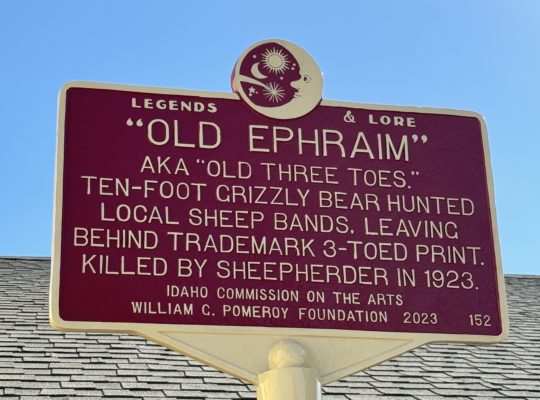 LEGENDS & LORE
“OLD EPHRAIM”
AKA “OLD THREE TOES.”
TEN-FOOT GRIZZLY BEAR HUNTED
LOCAL SHEEP BANDS, LEAVING
BEHIND TRADEMARK 3-TOED PRINT.
KILLED BY SHEEPHERDER IN 1923.
IDAHO COMMISSION ON THE ARTS
WILLIAM G. POMEROY FOUNDATION 2023 152